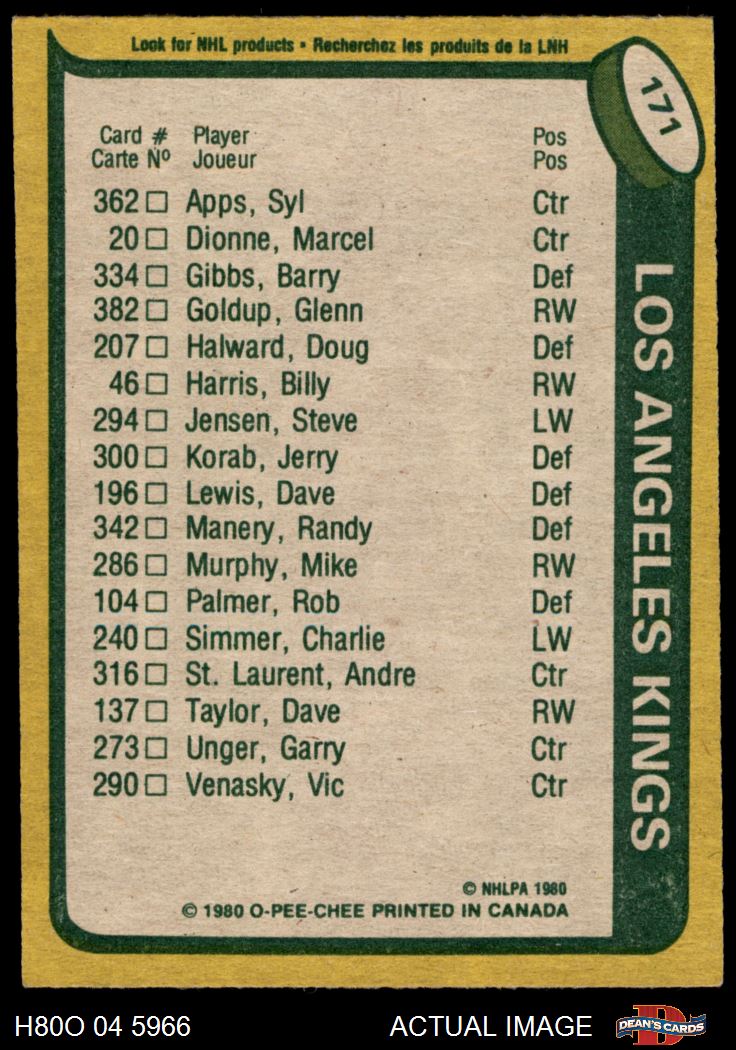 Look for NHL products • Recherchez les produits de la LNH
171
Card # Player Pos
Carte Nº Joueur Pos
362 □ Apps, Syl Ctr
20 □ Dionne, Marcel Ctr
334 □ Gibbs, Barry Def
382 □ Goldup, Glenn RW
207 □ Halward, Doug Def
46 □ Harris, Billy RW
294 □ Jensen, Steve LW
300 □ Korab, Jerry Def
196 □ Lewis, Dave Def
342 □ Manery, Randy Def
286 □ Murphy, Mike RW
104 □ Palmer, Rob Def
240 □ Simmer, Charlie LW
316 □ St. Laurent, Andre Ctr
137 □ Taylor, Dave RW
273 □ Unger, Garry Ctr
290 □ Venasky, Vic Ctr
LOS ANGELES KINGS
© NHLPA 1980
© 1980 O-PEE-CHEE PRINTED IN CANADA
H80O 04 5966 ACTUAL IMAGE
D
DEAN'S CARDS